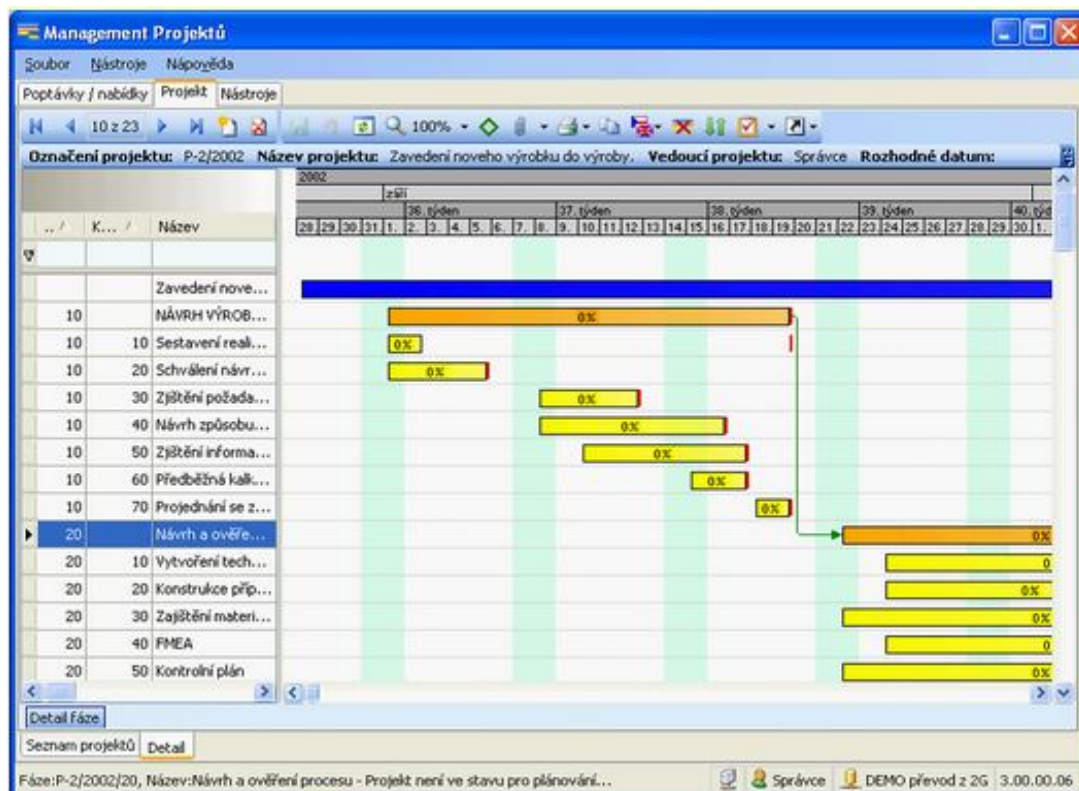 Management Projektů
Soubor Nástroje Nápověda
Poptávky / nabídky Projekt Nástroje
10 z 23 100%
Označení projektu: P-2/2002 Název projektu: Zavedení noveho výrobku do výroby. Vedoucí projektu: Správce Rozhodné datum:
2002
září
36. týden 37. týden 38. týden 39. týden 40. týd
.. K... Název 28. 29. 30. 31. 1. 2. 3. 4. 5. 6. 7. 8. 9. 10. 11. 12. 13. 14. 15. 16. 17. 18. 19. 20. 21. 22. 23. 24. 25. 26. 27. 28. 29. 30. 1.
Zavedení nove...
10 NÁVRH VÝROB... 0%
10 10 Sestavení reali... 0%
10 20 Schválení návr... 0%
10 30 Zjištění požada... 0%
10 40 Návrh způsobu... 0%
10 50 Zjištění informa... 0%
10 60 Předběžná kalk... 0%
10 70 Projednání se z... 0%
20 Návrh a ověře... 0%
20 10 Vytvoření tech... 0
20 20 Konstrukce příp... 0%
20 30 Zajištění materi... 0%
20 40 FMEA 0
20 50 Kontrolní plán 0%
Detail fáze
Seznam projektů Detail
Fáze:P-2/2002/20, Název:Návrh a ověření procesu - Projekt není ve stavu pro plánování... Správce DEMO převod z 2G 3.00.00.06